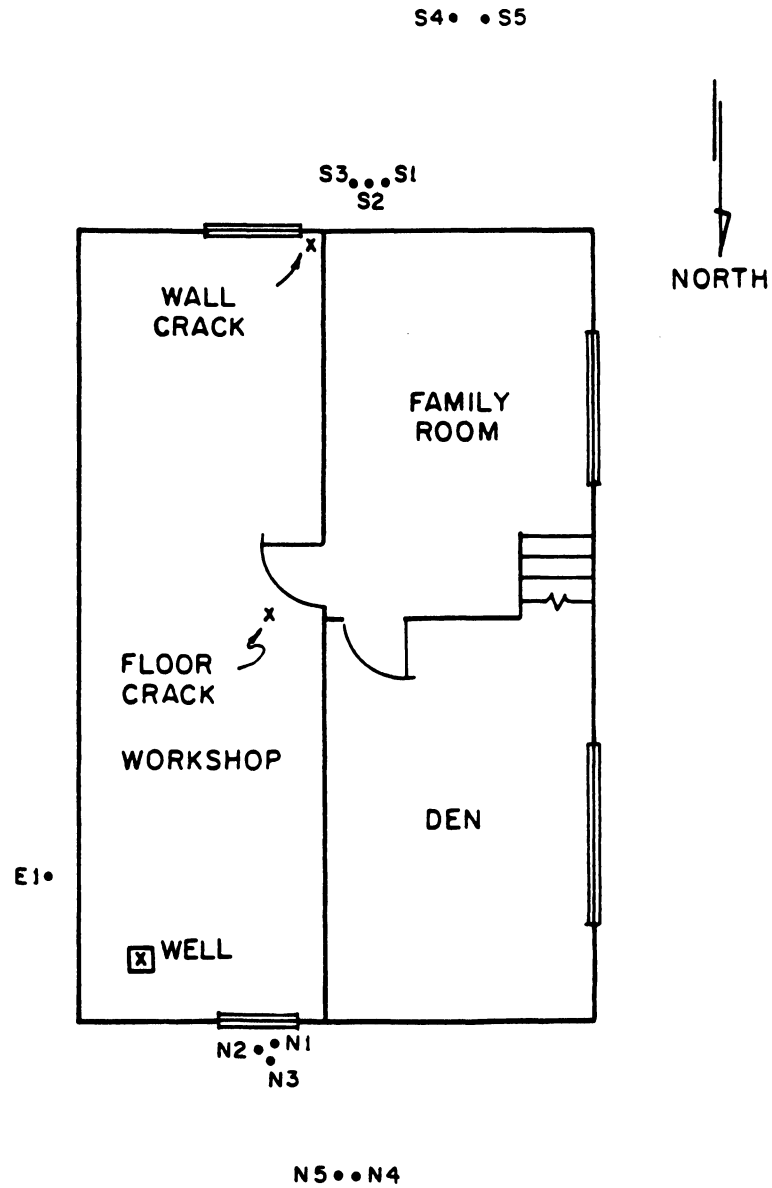 S4 S5
S3 S1
S2
NORTH
X
WALL
CRACK
FAMILY
ROOM
X
FLOOR
CRACK
WORKSHOP
DEN
E1
X WELL
N2 N1
N3
N5 N4